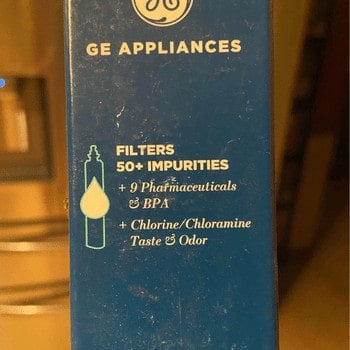 GE APPLIANCES
FILTERS
50+ IMPURITIES
+ 9 Pharmaceuticals
& BPA
+ Chlorine/Chloramine
Taste & Odor